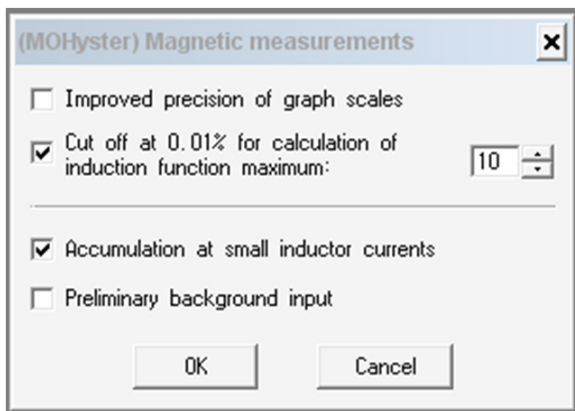 (MOHyster) Magnetic measurements
Improved precision of graph scales
Cut off at 0.01% for calculation of
induction function maximum:
10
Accumulation at small inductor currents
Preliminary background input
OK
Cancel